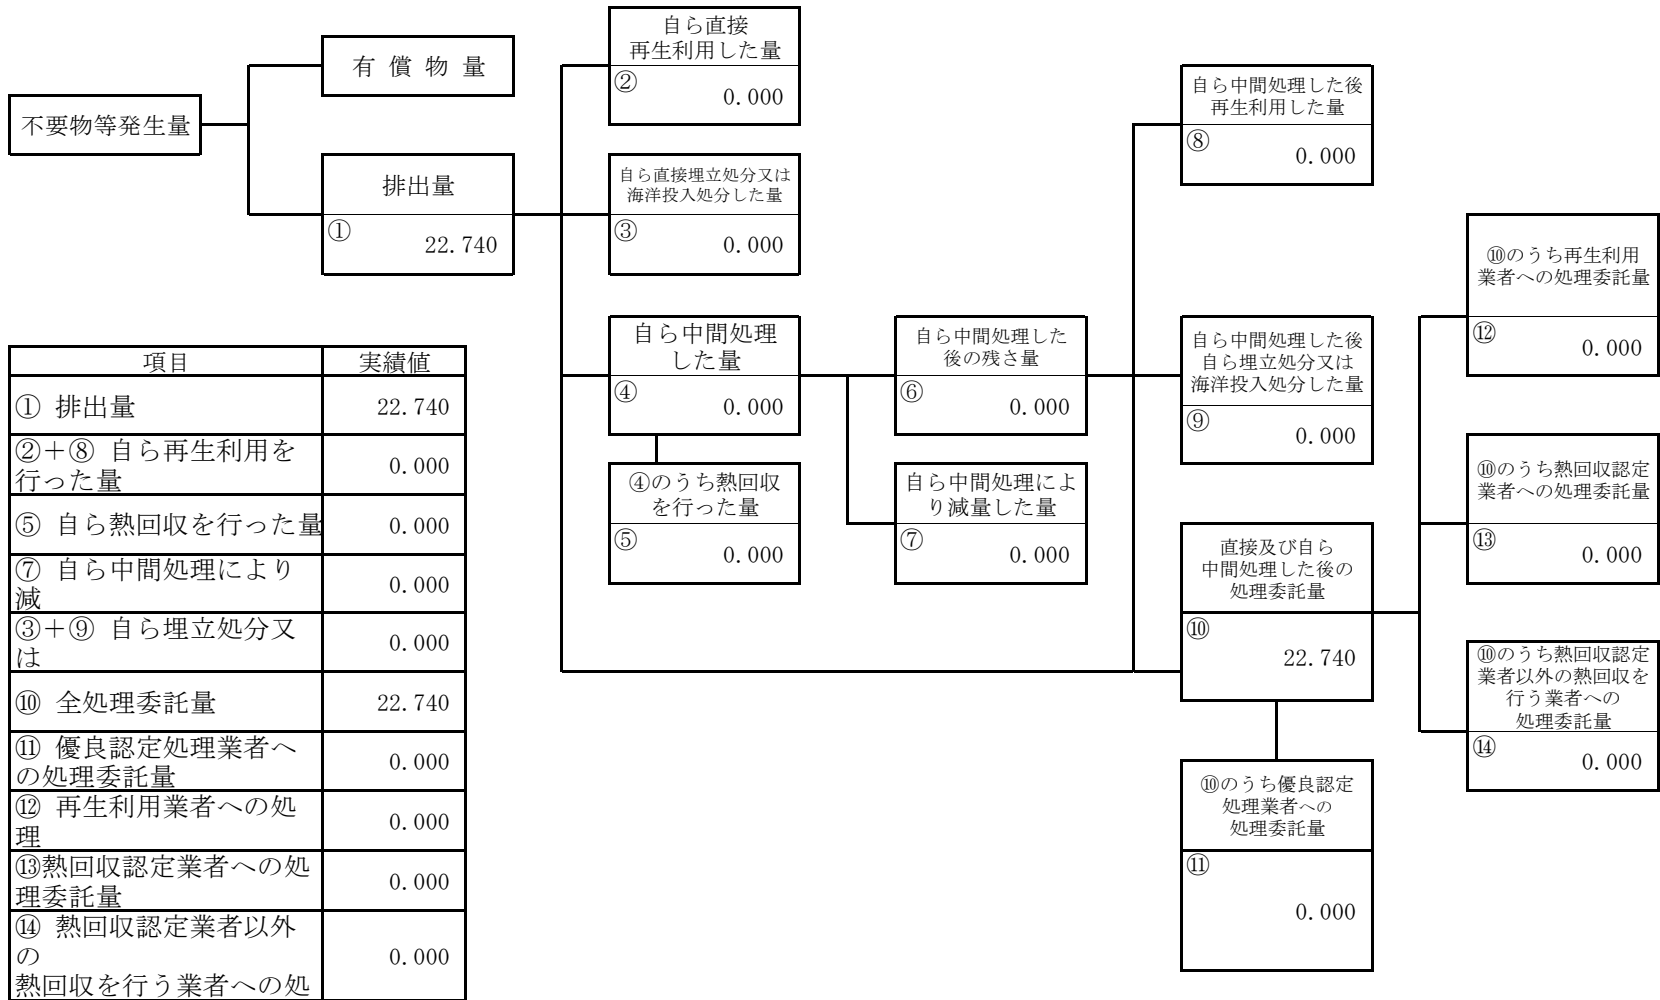 不要物等発生量
有 償 物 量
排出量
①
22.740
自ら直接
再生利用した量
②
0.000
自ら直接埋立処分又は
海洋投入処分した量
③
0.000
自ら中間処理
した量
④
0.000
④のうち熱回収
を行った量
⑤
0.000
自ら中間処理した
後の残さ量
⑥
0.000
自ら中間処理によ
り減量した量
⑦
0.000
自ら中間処理した後
再生利用した量
⑧
0.000
自ら中間処理した後
自ら埋立処分又は
海洋投入処分した量
⑨
0.000
直接及び自ら
中間処理した後の
処理委託量
⑩
22.740
⑩のうち優良認定
処理業者への
処理委託量
⑪
0.000
⑩のうち再生利用
業者への処理委託量
⑫
0.000
⑩のうち熱回収認定
業者への処理委託量
⑬
0.000
⑩のうち熱回収認定
業者以外の熱回収を
行う業者への
処理委託量
⑭
0.000
項目 実績値
① 排出量 22.740
②＋⑧ 自ら再生利用を
行った量 0.000
⑤ 自ら熱回収を行った量 0.000
⑦ 自ら中間処理により
減 0.000
③＋⑨ 自ら埋立処分又
は 0.000
⑩ 全処理委託量 22.740
⑪ 優良認定処理業者へ
の処理委託量 0.000
⑫ 再生利用業者への処
理 0.000
⑬熱回収認定業者への処
理委託量 0.000
⑭ 熱回収認定業者以外
の 0.000
熱回収を行う業者への処